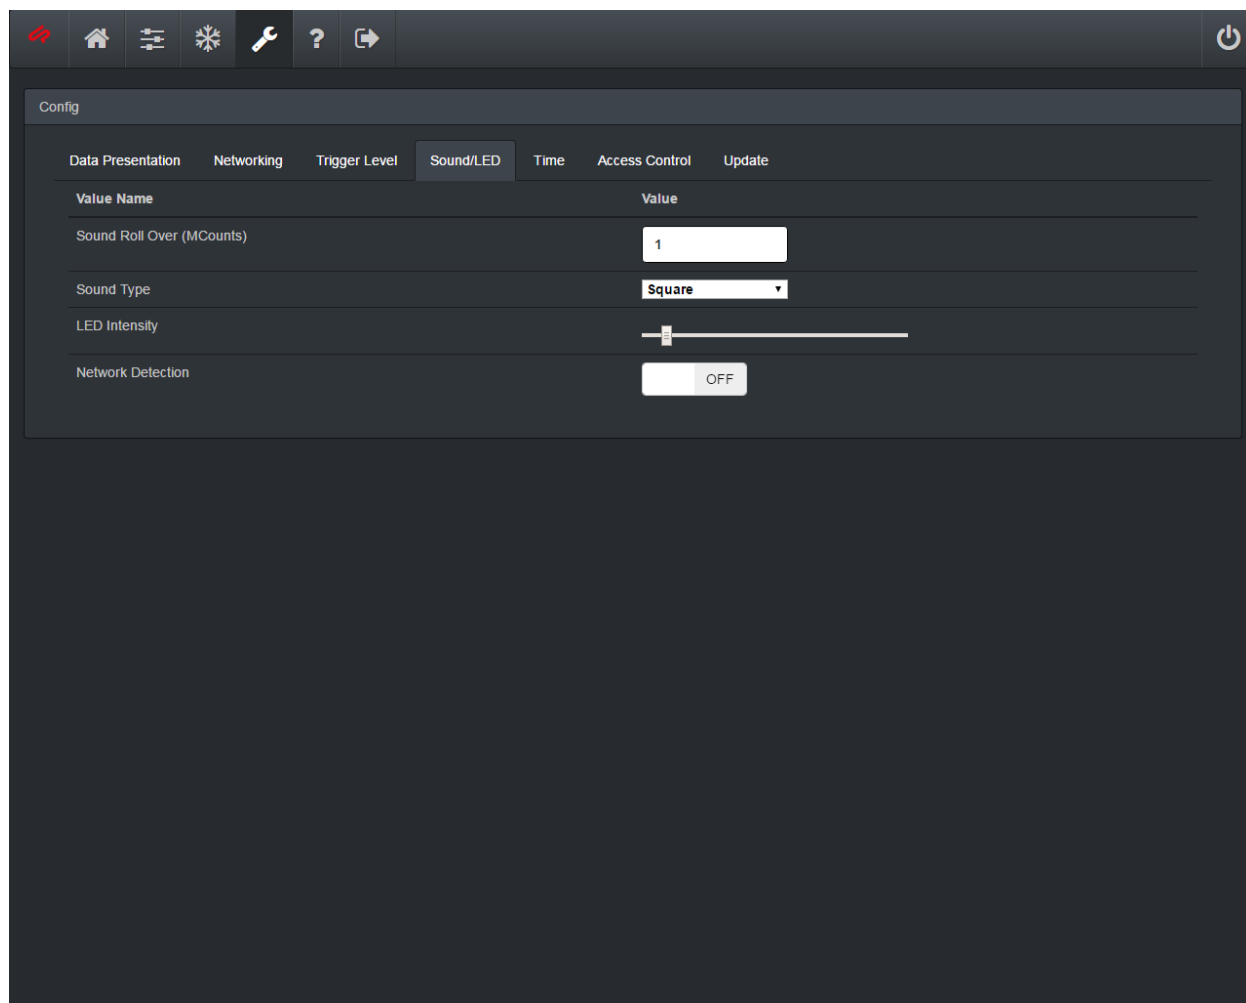 Config
Data Presentation Networking Trigger Level Sound/LED Time Access Control Update
Value Name Value
Sound Roll Over (MCounts) 1
Sound Type Square
LED Intensity
Network Detection OFF